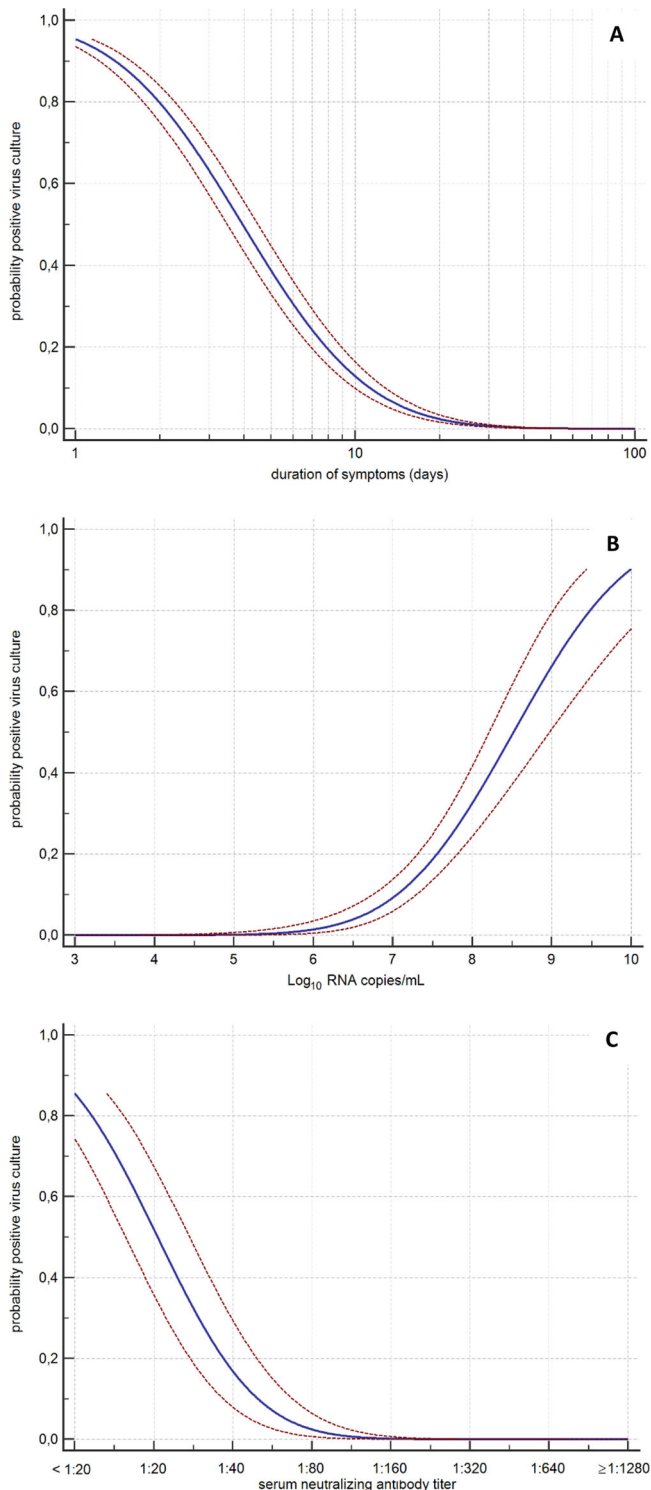 A
1,0
0,8
0,6
0,4
0,2
0,0
probability positive virus culture
1 10 100
duration of symptoms (days)
B
1,0
0,8
0,6
0,4
0,2
0,0
probability positive virus culture
3 4 5 6 7 8 9 10
Log₁₀ RNA copies/mL
C
1,0
0,8
0,6
0,4
0,2
0,0
probability positive virus culture
< 1:20 1:20 1:40 1:80 1:160 1:320 1:640 ≥1:1280
serum neutralizing antibody titer